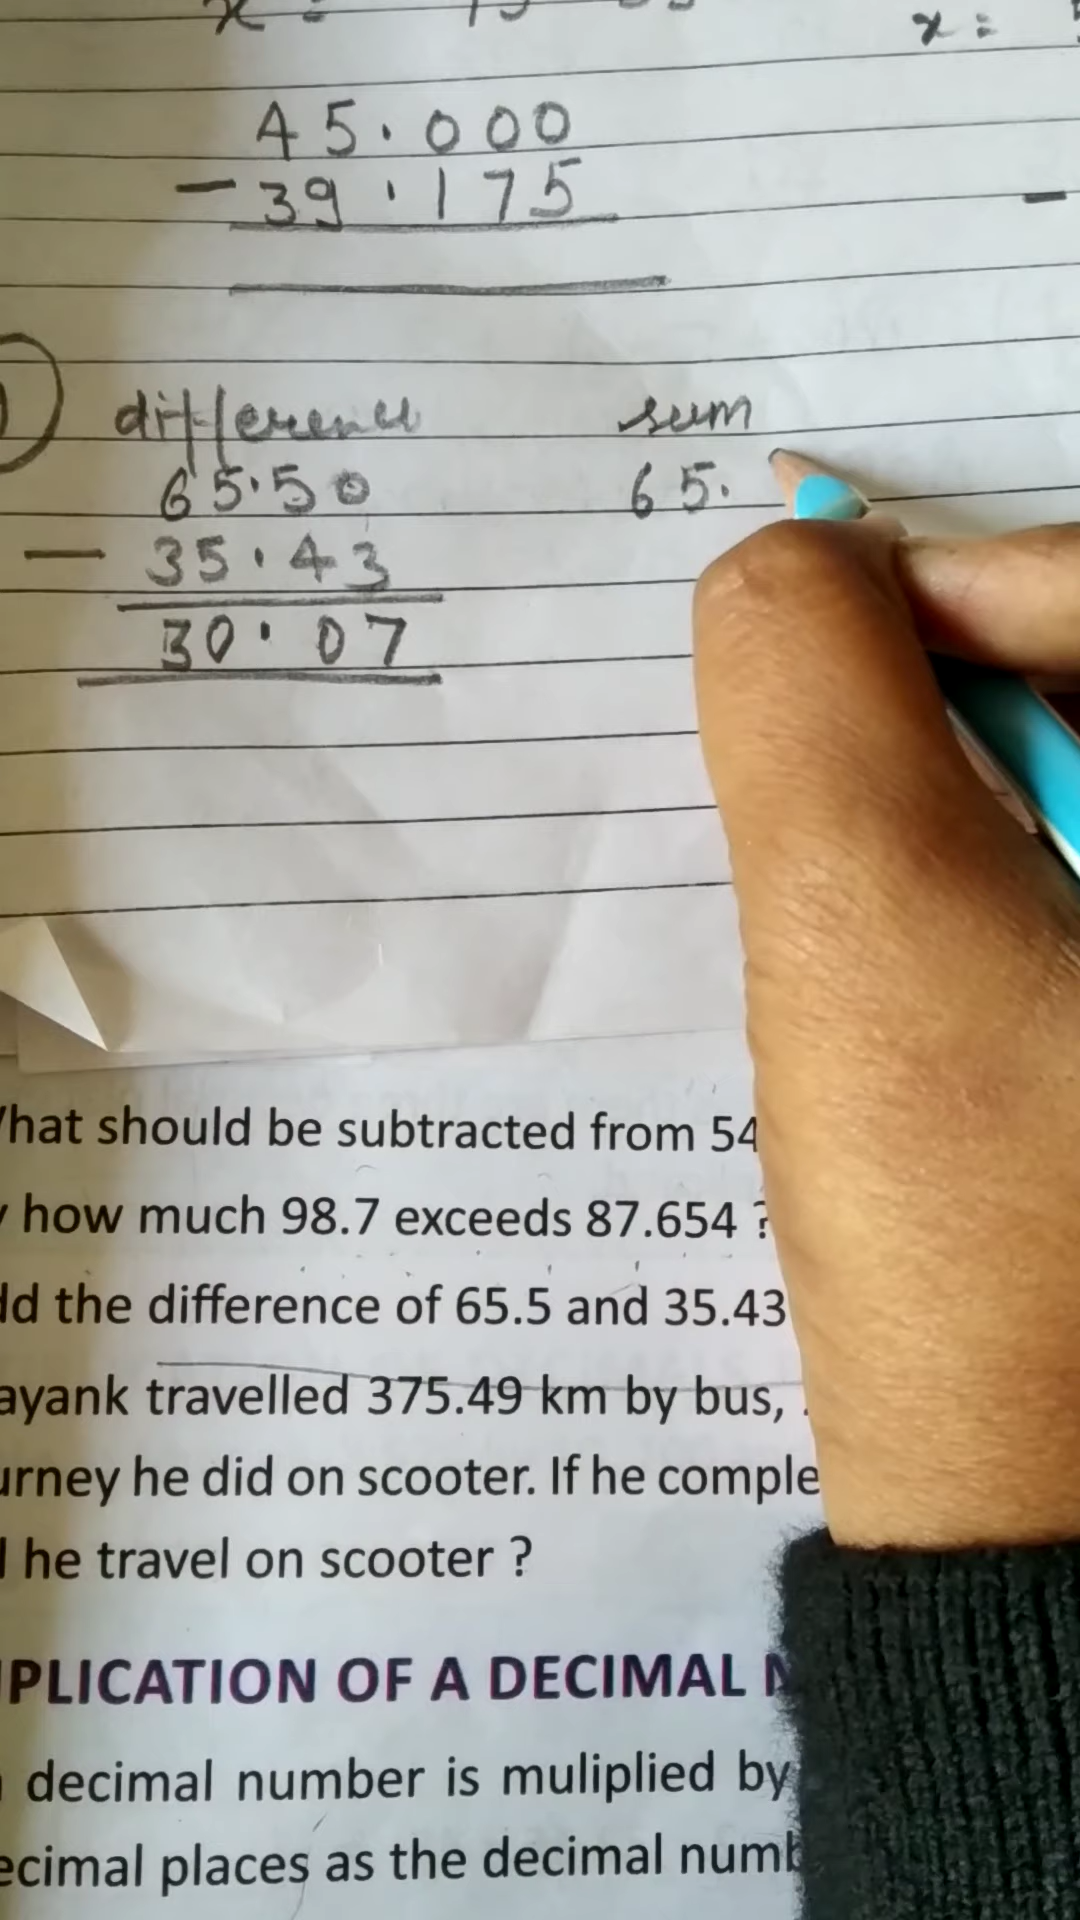 x =
x =
45.000
- 39.175
-
difference sum
65.50 65.
- 35.43
30.07
hat should be subtracted from 54
how much 98.7 exceeds 87.654 ?
dd the difference of 65.5 and 35.43
ayank travelled 375.49 km by bus,
urney he did on scooter. If he comple
he travel on scooter ?
PLICATION OF A DECIMAL
decimal number is muliplied by
ecimal places as the decimal numb